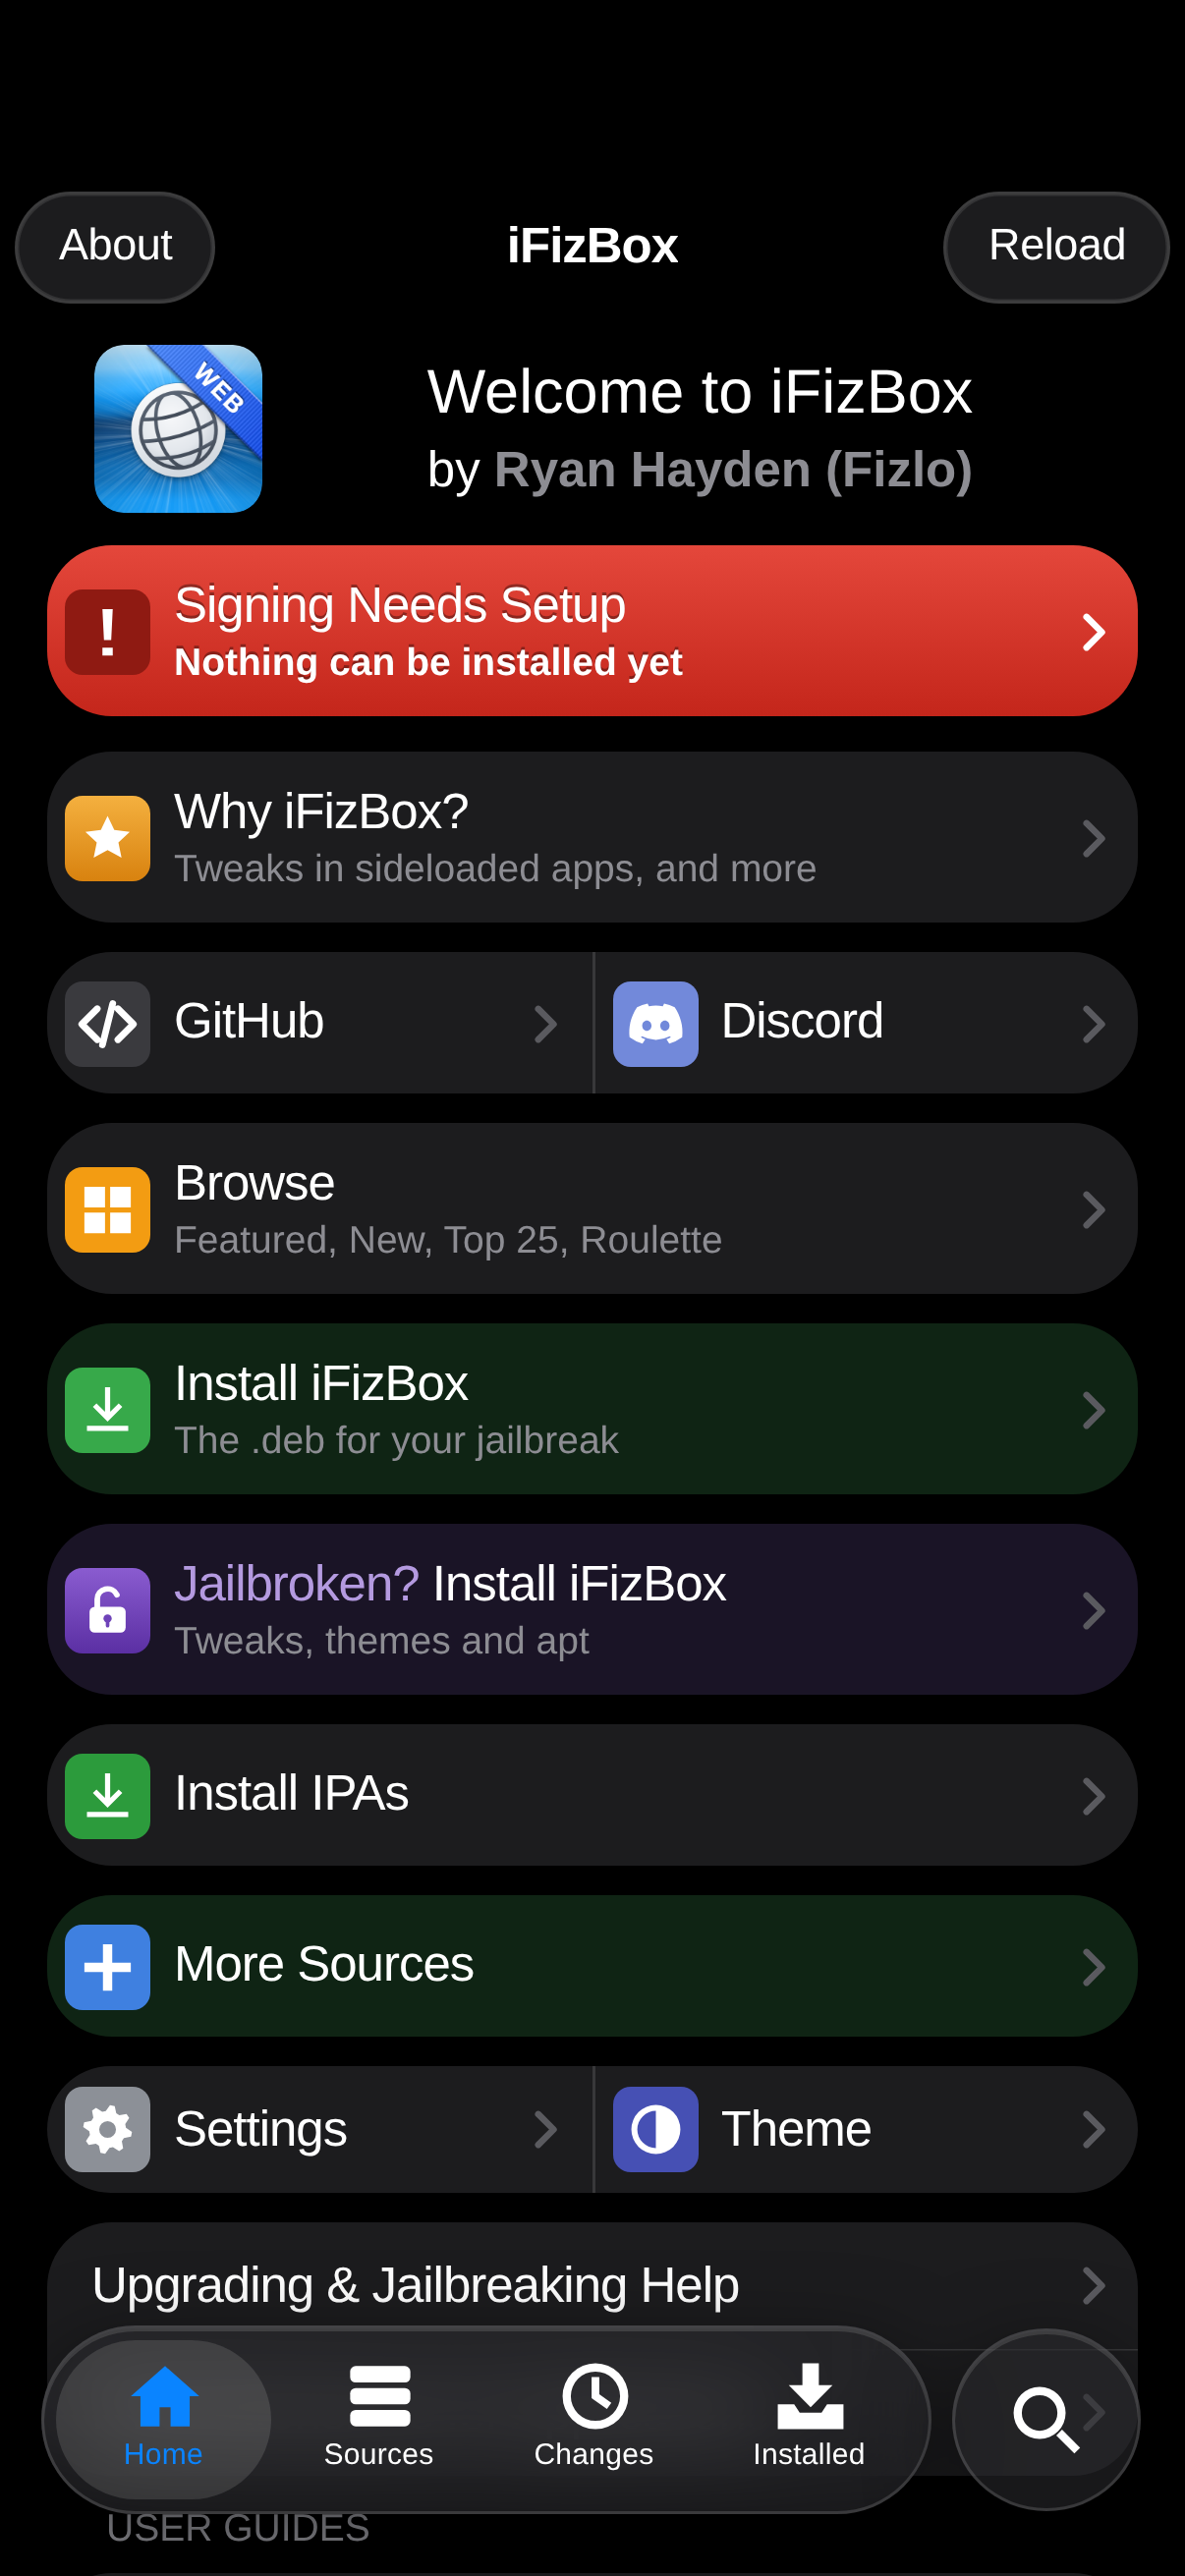 About
iFizBox
Reload
WEB
Welcome to iFizBox
by Ryan Hayden (Fizlo)
!
Signing Needs Setup
Nothing can be installed yet
Why iFizBox?
Tweaks in sideloaded apps, and more
GitHub
Discord
Browse
Featured, New, Top 25, Roulette
Install iFizBox
The .deb for your jailbreak
Jailbroken? Install iFizBox
Tweaks, themes and apt
Install IPAs
More Sources
Settings
Theme
Upgrading & Jailbreaking Help
Home
Sources
Changes
Installed
USER GUIDES